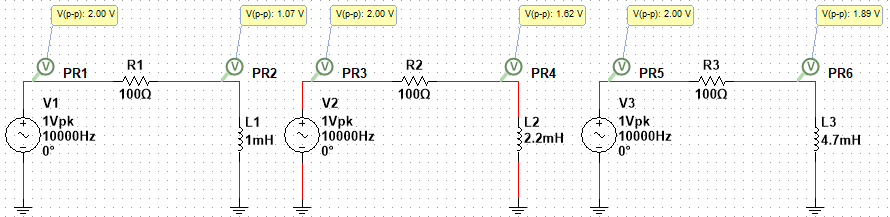 V(p-p): 2.00 V
V(p-p): 1.07 V
V(p-p): 2.00 V
V(p-p): 1.62 V
V(p-p): 2.00 V
V(p-p): 1.89 V
V
PR1
R1
100Ω
V
PR2
V
PR3
R2
100Ω
V
PR4
V
PR5
R3
100Ω
V
PR6
V1
1Vpk
10000Hz
0°
L1
1mH
V2
1Vpk
10000Hz
0°
L2
2.2mH
V3
1Vpk
10000Hz
0°
L3
4.7mH